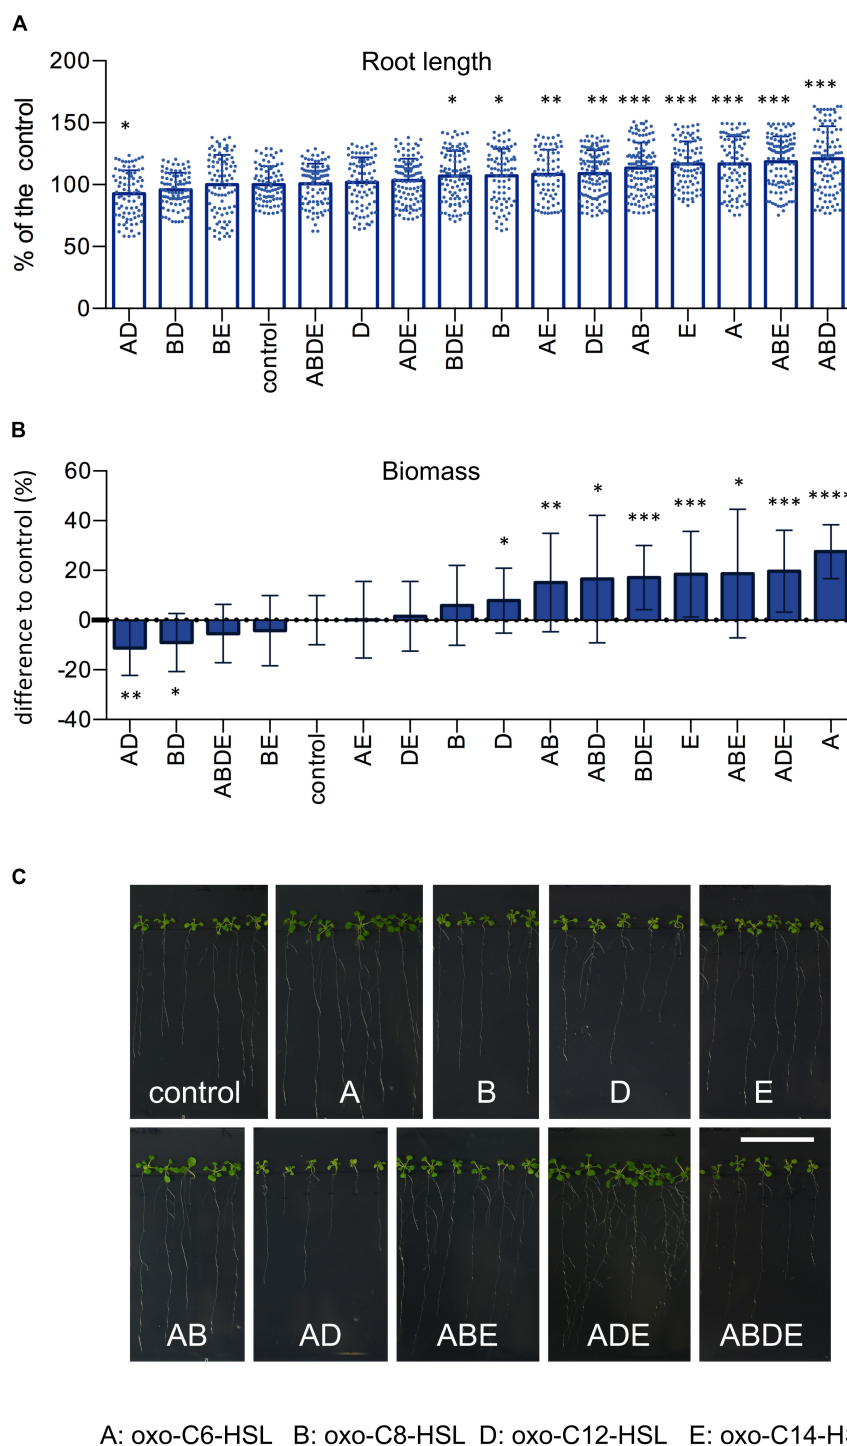 A
Root length
% of the control
200
150
100
50
0
* * * ** ** *** *** *** *** ***
AD BD BE control ABDE D ADE BDE B AE DE AB E A ABE ABD
B
Biomass
difference to control (%)
60
40
20
0
-20
-40
** * * ** * *** *** * *** ****
AD BD ABDE BE control AE DE B D AB ABD BDE E ABE ADE A
C
control A B D E
AB AD ABE ADE ABDE
A: oxo-C6-HSL B: oxo-C8-HSL D: oxo-C12-HSL E: oxo-C14-HS